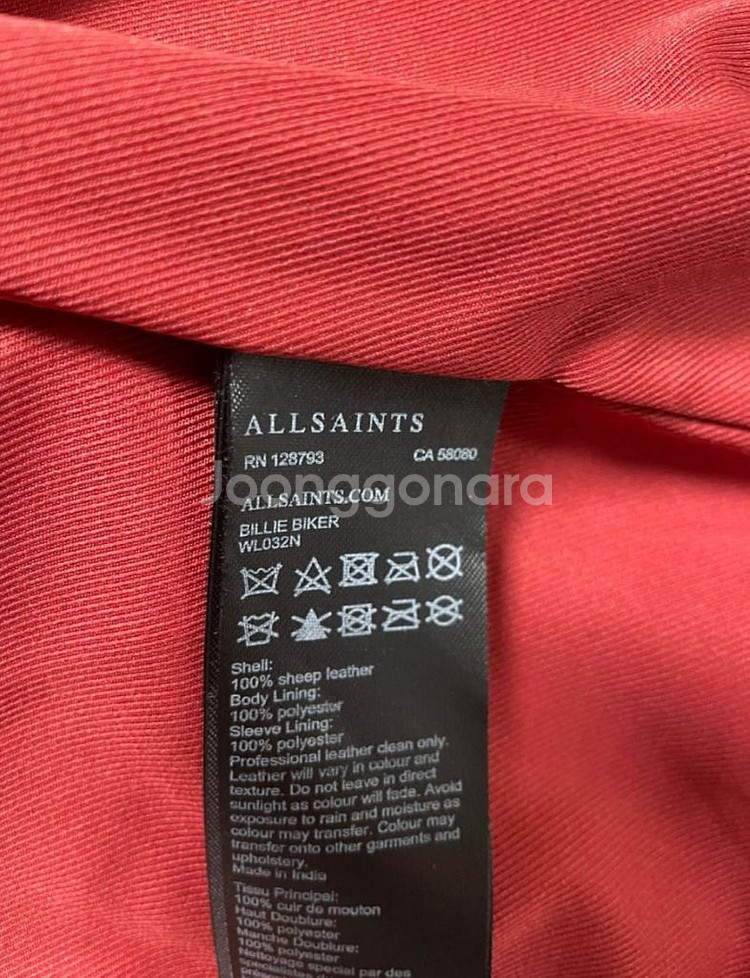 ALLSAINTS
RN 128793 CA 58080
Joonggonara
ALLSAINTS.COM
BILLIE BIKER
WL032N
Shell:
100% sheep leather
Body Lining:
100% polyester
Sleeve Lining:
100% polyester
Professional leather clean only.
Leather will vary in colour and
texture. Do not leave in direct
sunlight as colour will fade. Avoid
exposure to rain and moisture as
colour may transfer. Colour may
transfer onto other garments and
upholstery.
Made in India
Tissu Principal:
100% cuir de mouton
Haut Doublure:
100% polyester
Manche Doublure:
100% polyester
Nettoyage special par des